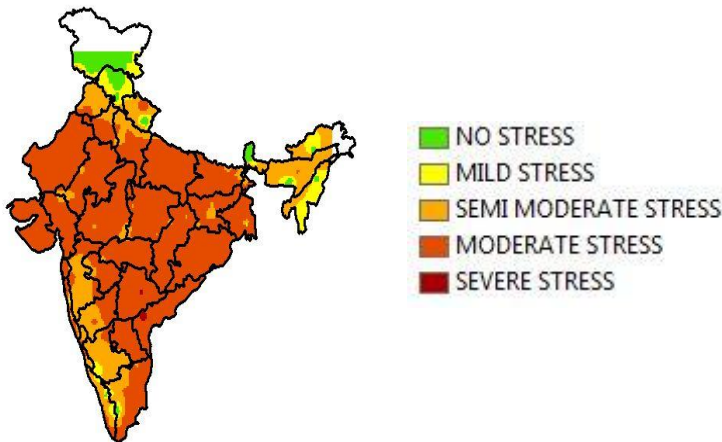 NO STRESS
MILD STRESS
SEMI MODERATE STRESS
MODERATE STRESS
SEVERE STRESS